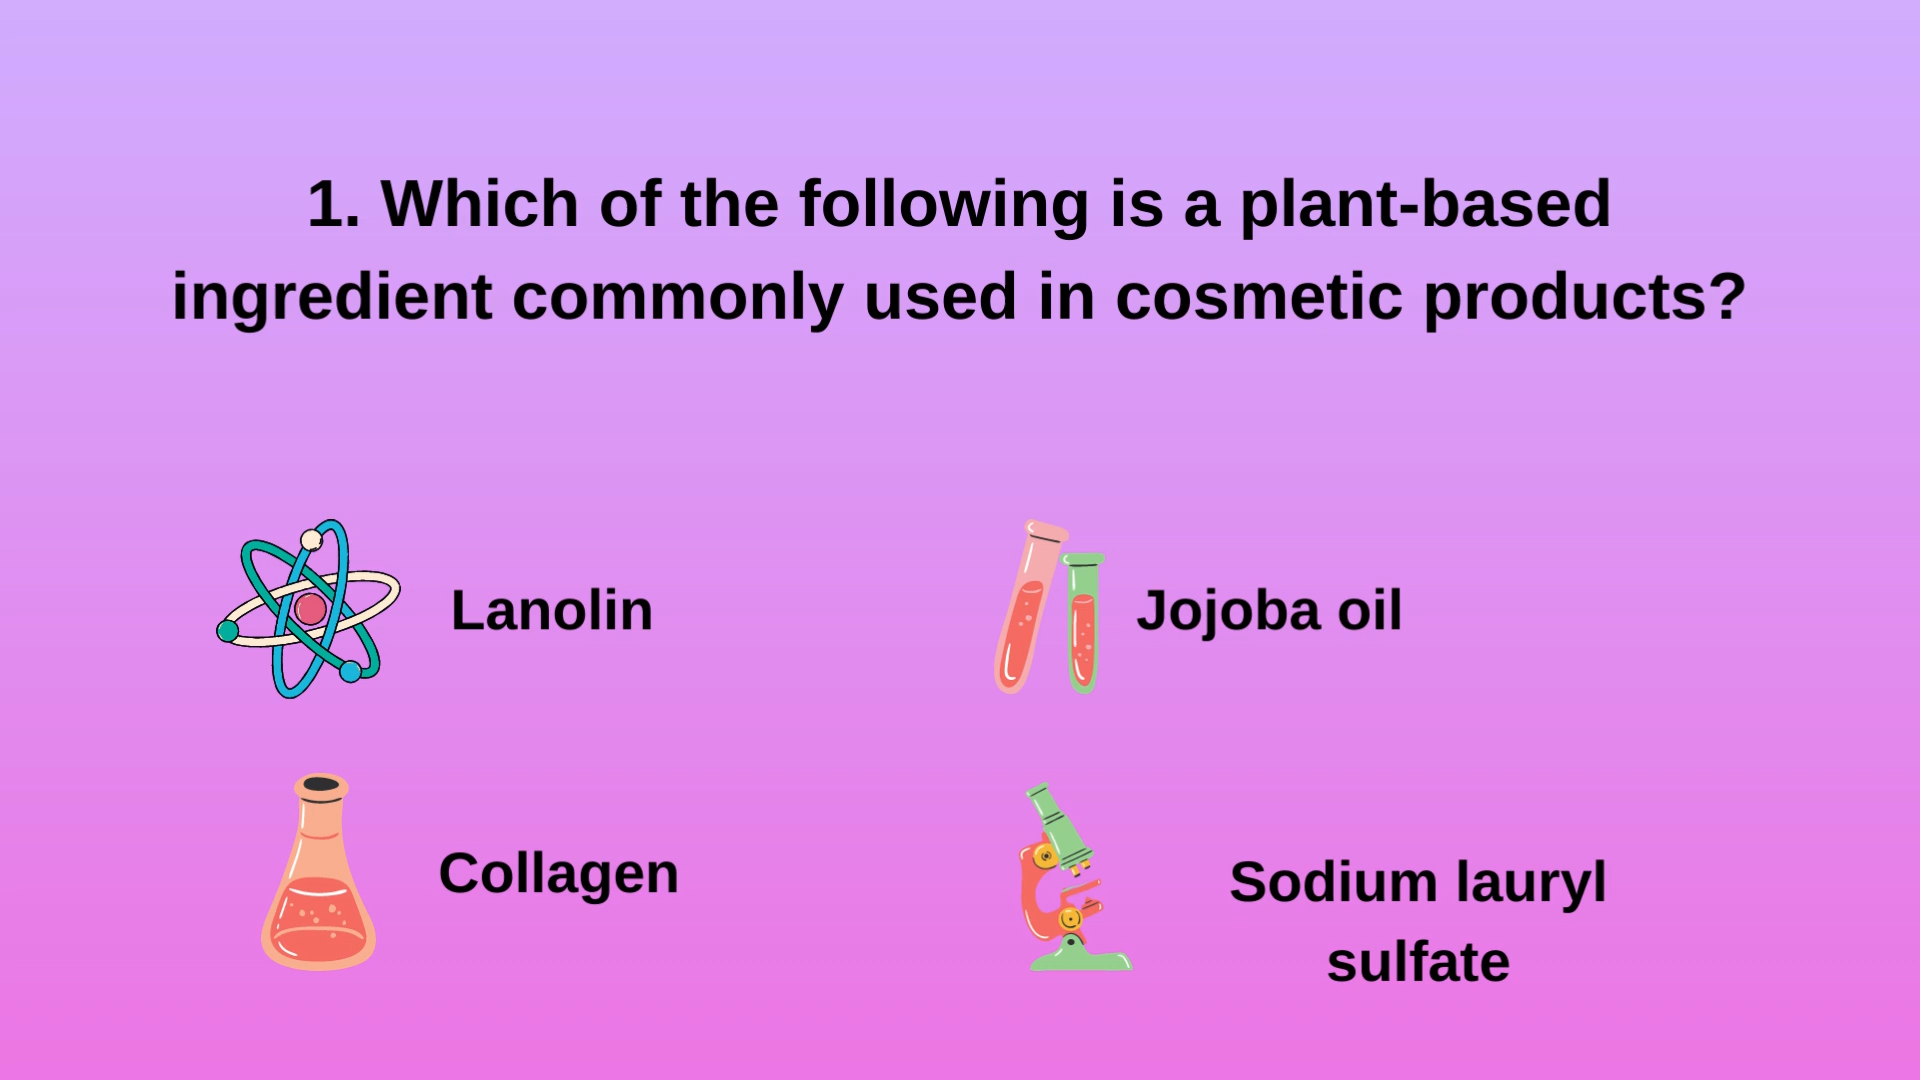 1. Which of the following is a plant-based
ingredient commonly used in cosmetic products?
Lanolin
Jojoba oil
Collagen
Sodium lauryl
sulfate